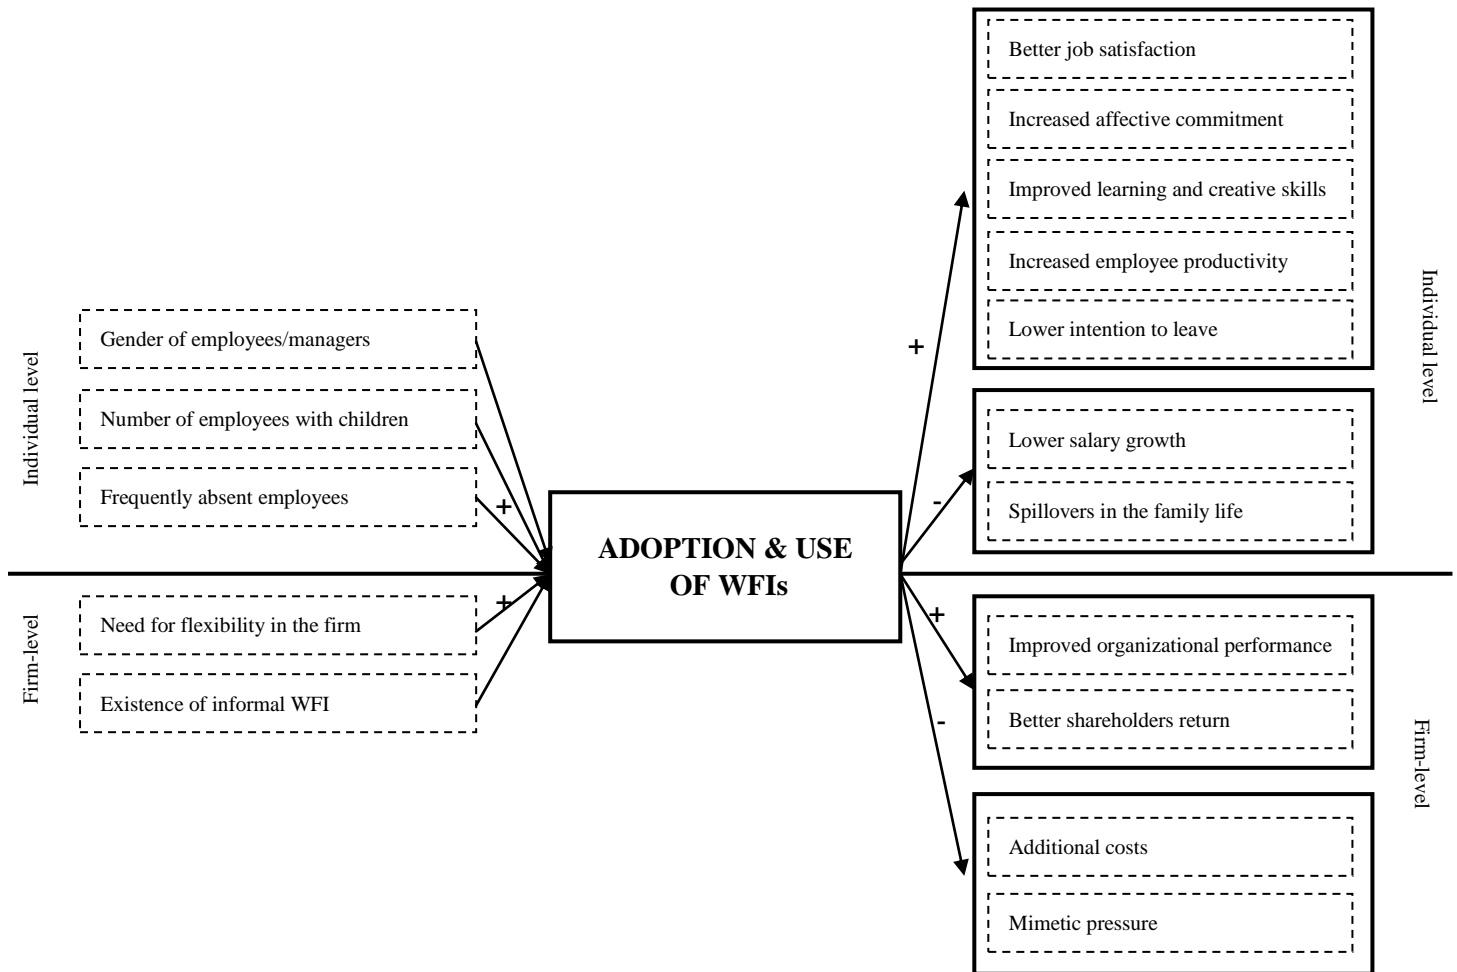 Individual level
Gender of employees/managers
Number of employees with children
Frequently absent employees
+
Firm-level
Need for flexibility in the firm
Existence of informal WFI
+
ADOPTION & USE
OF WFIs
+
-
+
-
Better job satisfaction
Increased affective commitment
Improved learning and creative skills
Increased employee productivity
Lower intention to leave
Lower salary growth
Spillovers in the family life
Individual level
Improved organizational performance
Better shareholders return
Additional costs
Mimetic pressure
Firm-level